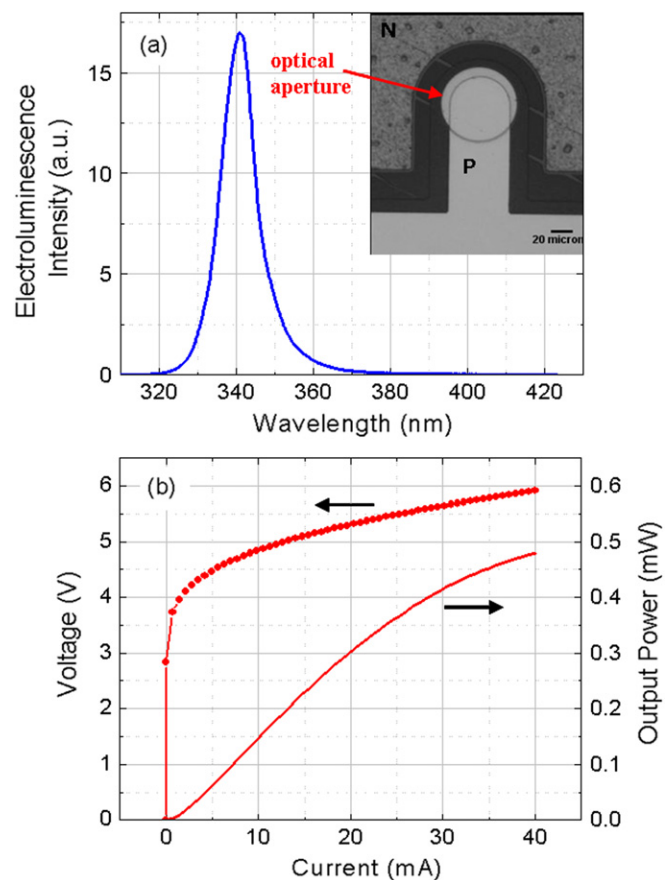 (a)
N
optical
aperture
P
20 micron
Electroluminescence
Intensity (a.u.)
15
10
5
0
320 340 360 380 400 420
Wavelength (nm)
(b)
Voltage (V)
6
5
4
3
2
1
0
0.6
0.5
0.4
0.3
0.2
0.1
0.0
Output Power (mW)
0 10 20 30 40
Current (mA)